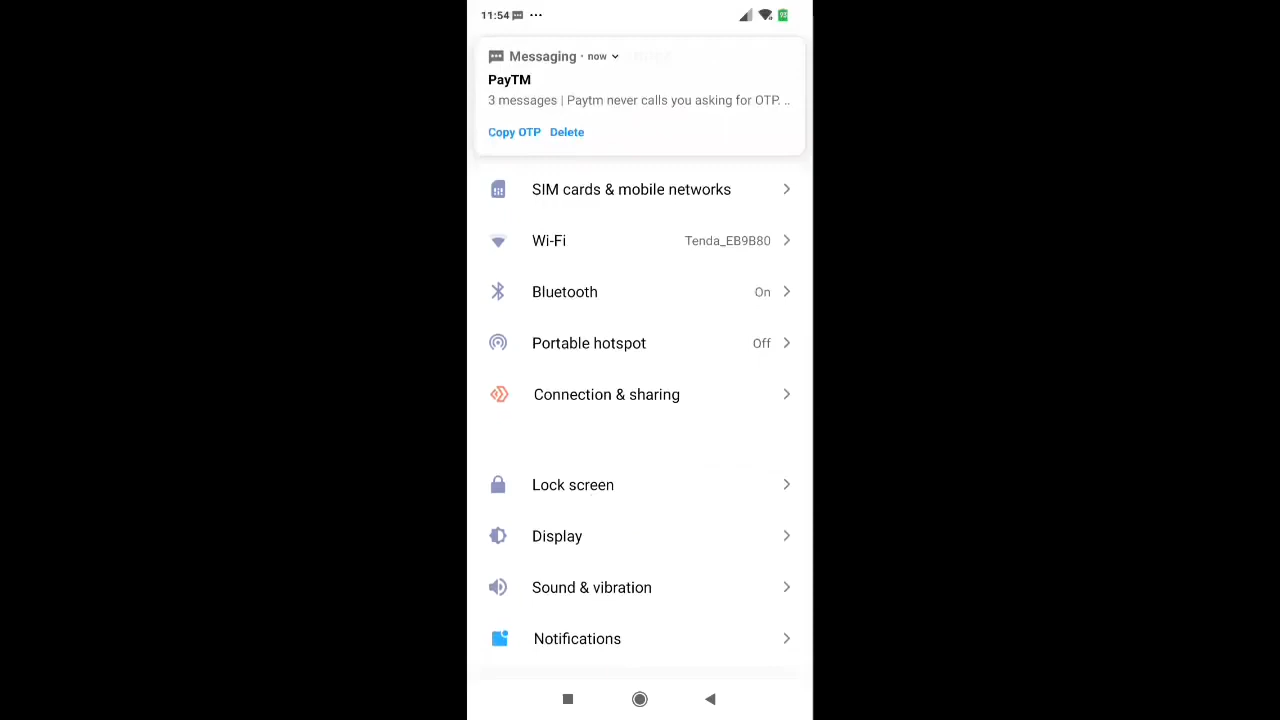 11:54
Messaging · now
PayTM
3 messages | Paytm never calls you asking for OTP. ..
Copy OTP Delete
SIM cards & mobile networks
Wi-Fi Tenda_EB9B80
Bluetooth On
Portable hotspot Off
Connection & sharing
Lock screen
Display
Sound & vibration
Notifications